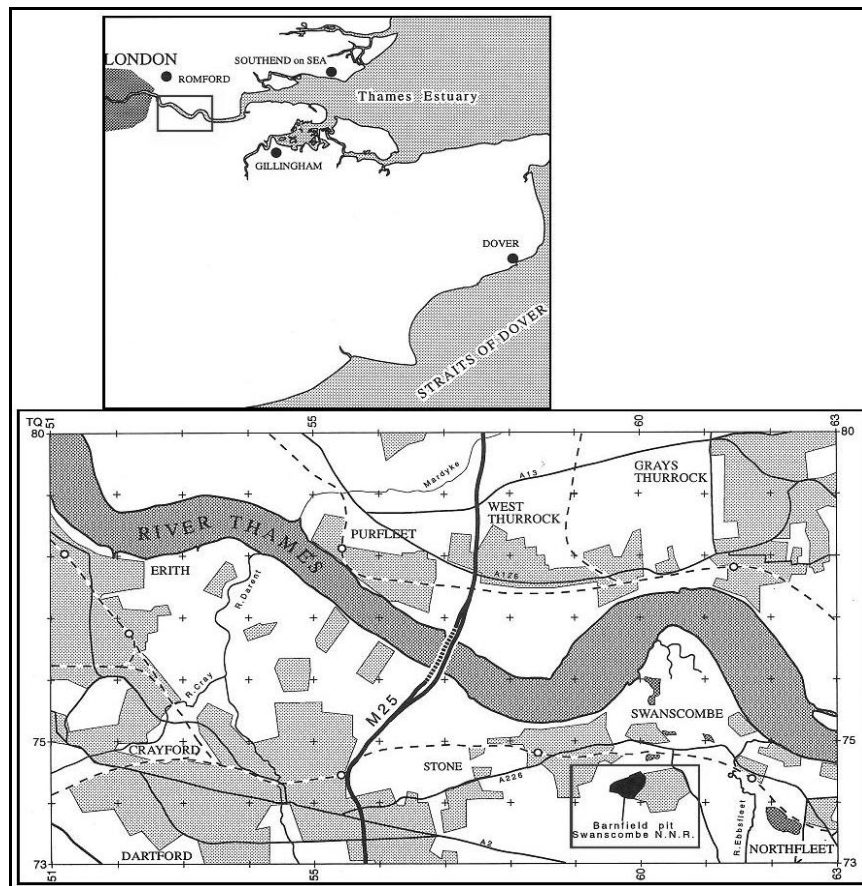 LONDON
ROMFORD
SOUTHEND on SEA
Thames Estuary
GILLINGHAM
DOVER
STRAITS OF DOVER
TQ
51
55
60
63
80
80
Mardyke
A13
GRAYS
THURROCK
WEST
THURROCK
RIVER THAMES
PURFLEET
ERITH
A126
R.Darent
R.Cray
M25
SWANSCOMBE
CRAYFORD
75
75
STONE
A226
Barnfield pit
Swanscombe N.N.R.
R.Ebbsfleet
A2
DARTFORD
NORTHFLEET
73
73
51
55
60
63